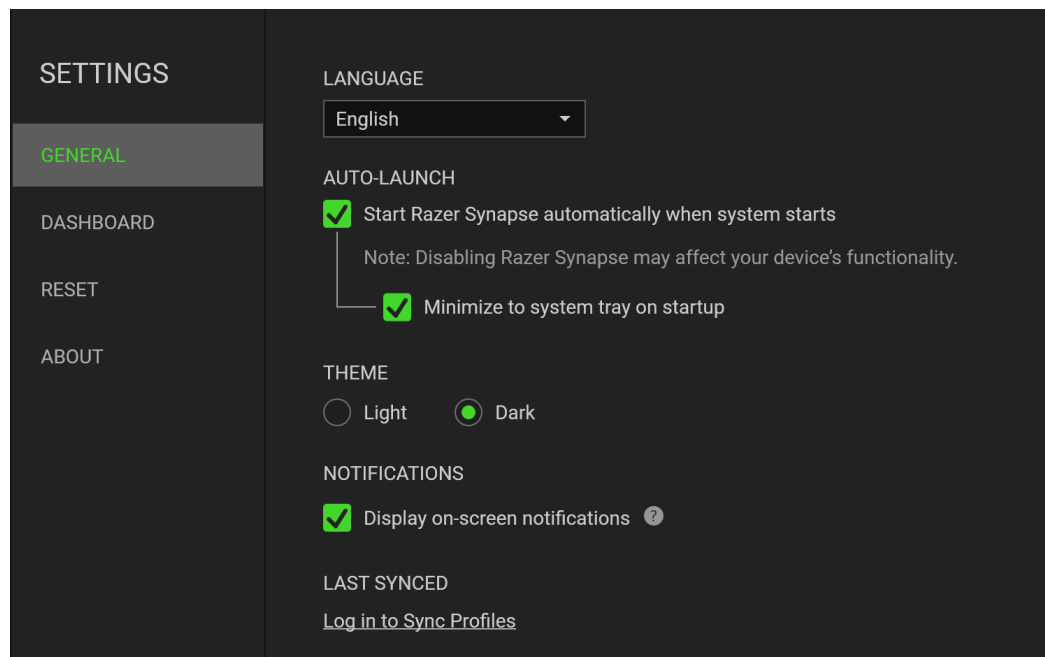 SETTINGS
GENERAL
DASHBOARD
RESET
ABOUT
LANGUAGE
English
AUTO-LAUNCH
Start Razer Synapse automatically when system starts
Note: Disabling Razer Synapse may affect your device’s functionality.
Minimize to system tray on startup
THEME
Light
Dark
NOTIFICATIONS
Display on-screen notifications ?
LAST SYNCED
Log in to Sync Profiles